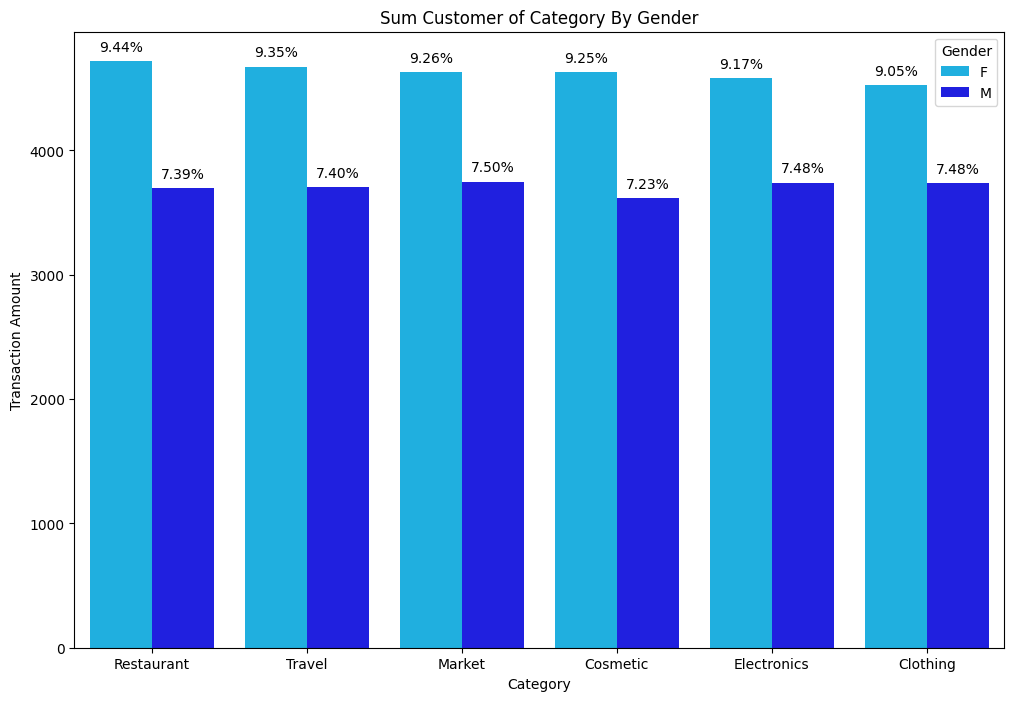 Sum Customer of Category By Gender
9.44%
9.35%
9.26%
9.25%
9.17%
9.05%
7.39%
7.40%
7.50%
7.23%
7.48%
7.48%
Gender
F
M
Transaction Amount
4000
3000
2000
1000
0
Restaurant
Travel
Market
Cosmetic
Electronics
Clothing
Category